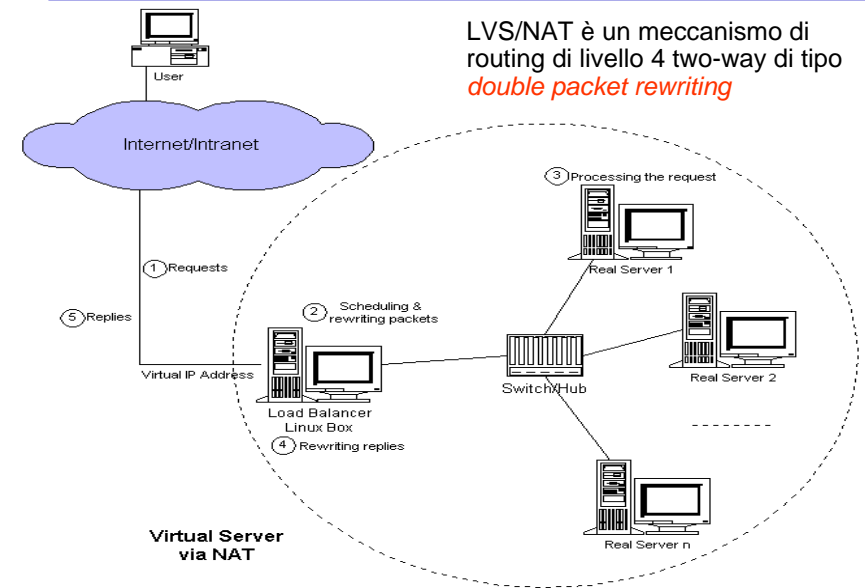 LVS/NAT è un meccanismo di
routing di livello 4 two-way di tipo
double packet rewriting
User
Internet/Intranet
3 Processing the request
Real Server 1
1 Requests
2 Scheduling &
rewriting packets
5 Replies
Virtual IP Address
Switch/Hub
Real Server 2
Load Balancer
Linux Box
4 Rewriting replies
Virtual Server
via NAT
Real Server n